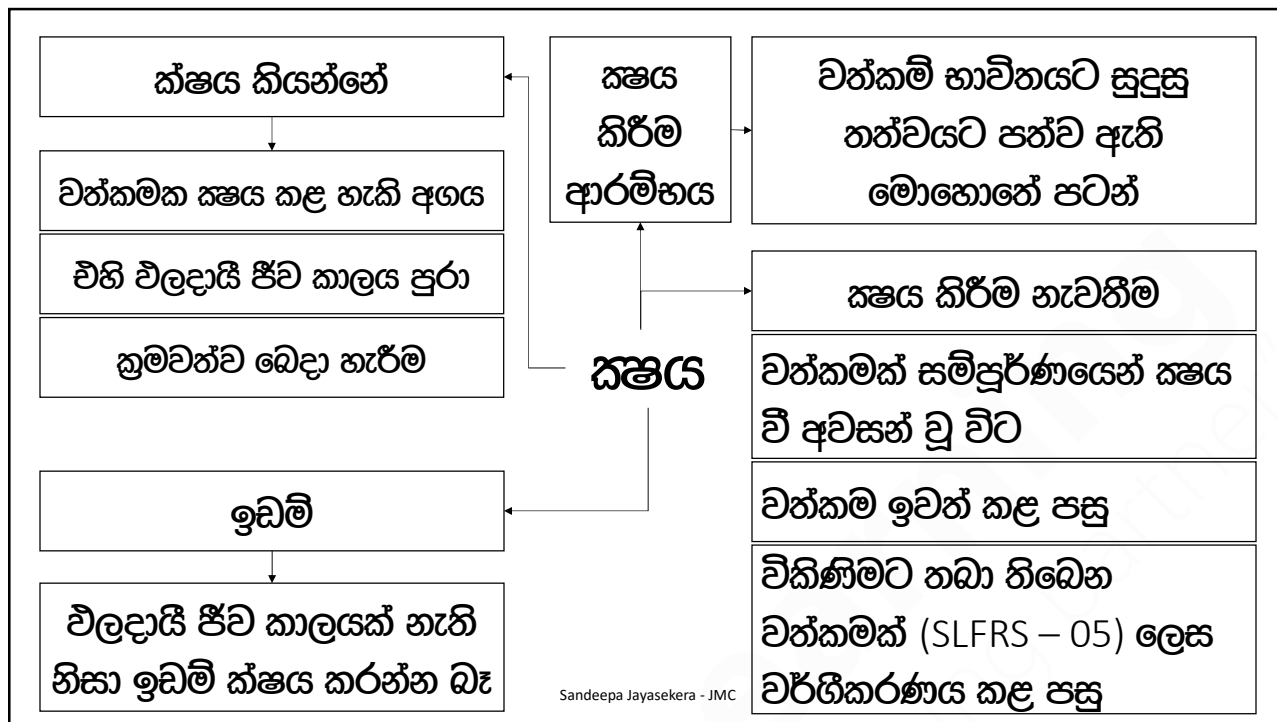 ක්ෂය කියන්නේ
වත්කමක ක්‍ෂය කළ හැකි අගය
එහි ඵලදායී ජීව කාලය පුරා
ක්‍රමවත්ව බෙදා හැරීම
ක්‍ෂය
කිරීම
ආරම්භය
වත්කම් භාවිතයට සුදුසු
තත්වයට පත්ව ඇති
මොහොතේ පටන්
ක්‍ෂය
ක්‍ෂය කිරීම නැවතීම
වත්කමක් සම්පූර්ණයෙන් ක්‍ෂය
වී අවසන් වූ විට
වත්කම ඉවත් කළ පසු
විකිණිමට තබා තිබෙන
වත්කමක් (SLFRS – 05) ලෙස
වර්ගීකරණය කළ පසු
ඉඩම්
ඵලදායී ජීව කාලයක් නැති
නිසා ඉඩම් ක්ෂය කරන්න බෑ
Sandeepa Jayasekera - JMC